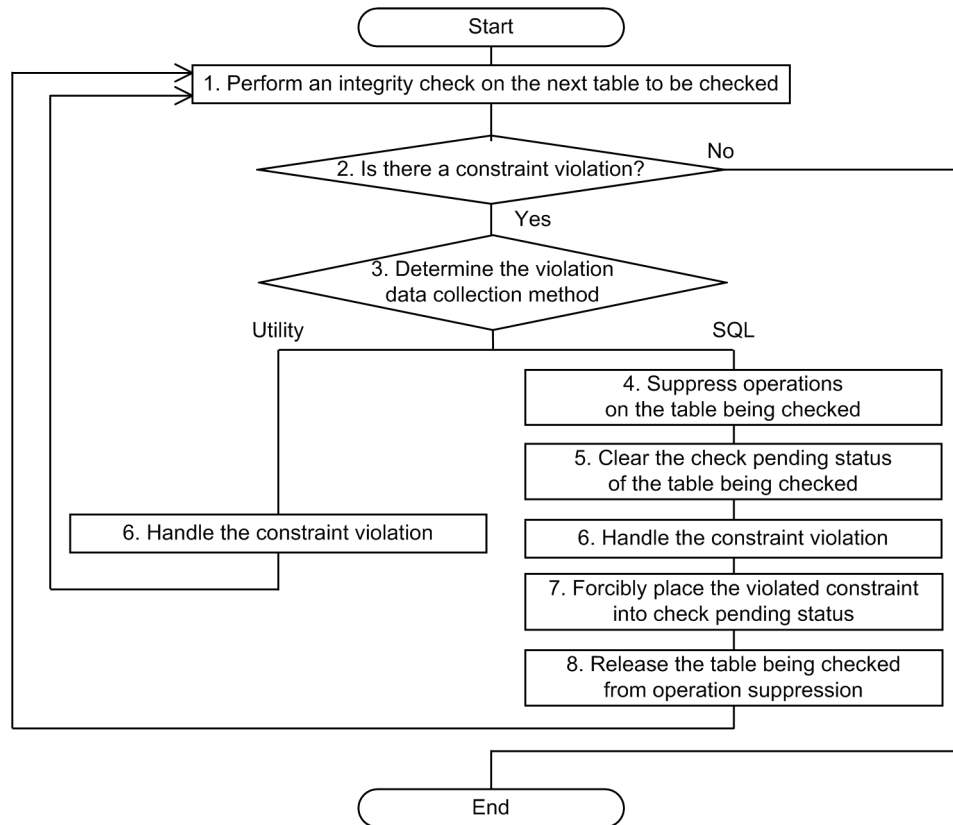 Start
1. Perform an integrity check on the next table to be checked
No
2. Is there a constraint violation?
Yes
3. Determine the violation
data collection method
Utility
SQL
4. Suppress operations
on the table being checked
5. Clear the check pending status
of the table being checked
6. Handle the constraint violation
6. Handle the constraint violation
7. Forcibly place the violated constraint
into check pending status
8. Release the table being checked
from operation suppression
End